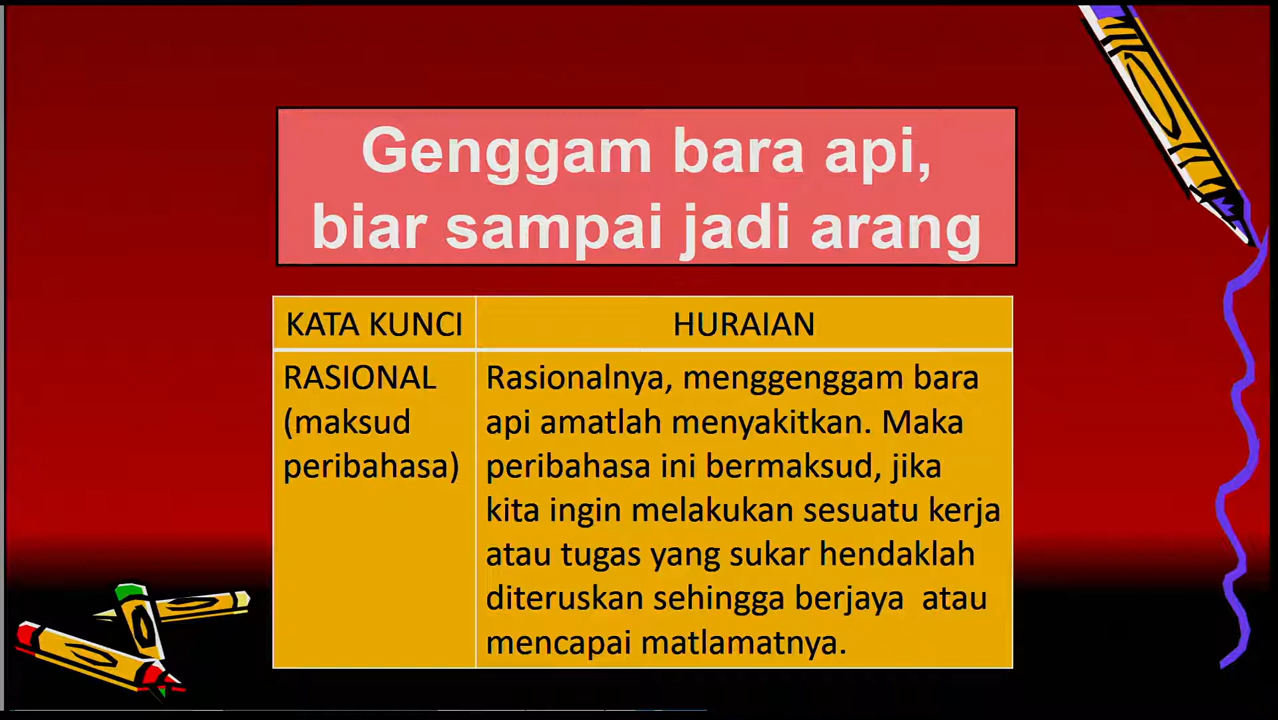 Genggam bara api,
biar sampai jadi arang
KATA KUNCI
HURAIAN
RASIONAL
(maksud
peribahasa)
Rasionalnya, menggenggam bara
api amatlah menyakitkan. Maka
peribahasa ini bermaksud, jika
kita ingin melakukan sesuatu kerja
atau tugas yang sukar hendaklah
diteruskan sehingga berjaya atau
mencapai matlamatnya.